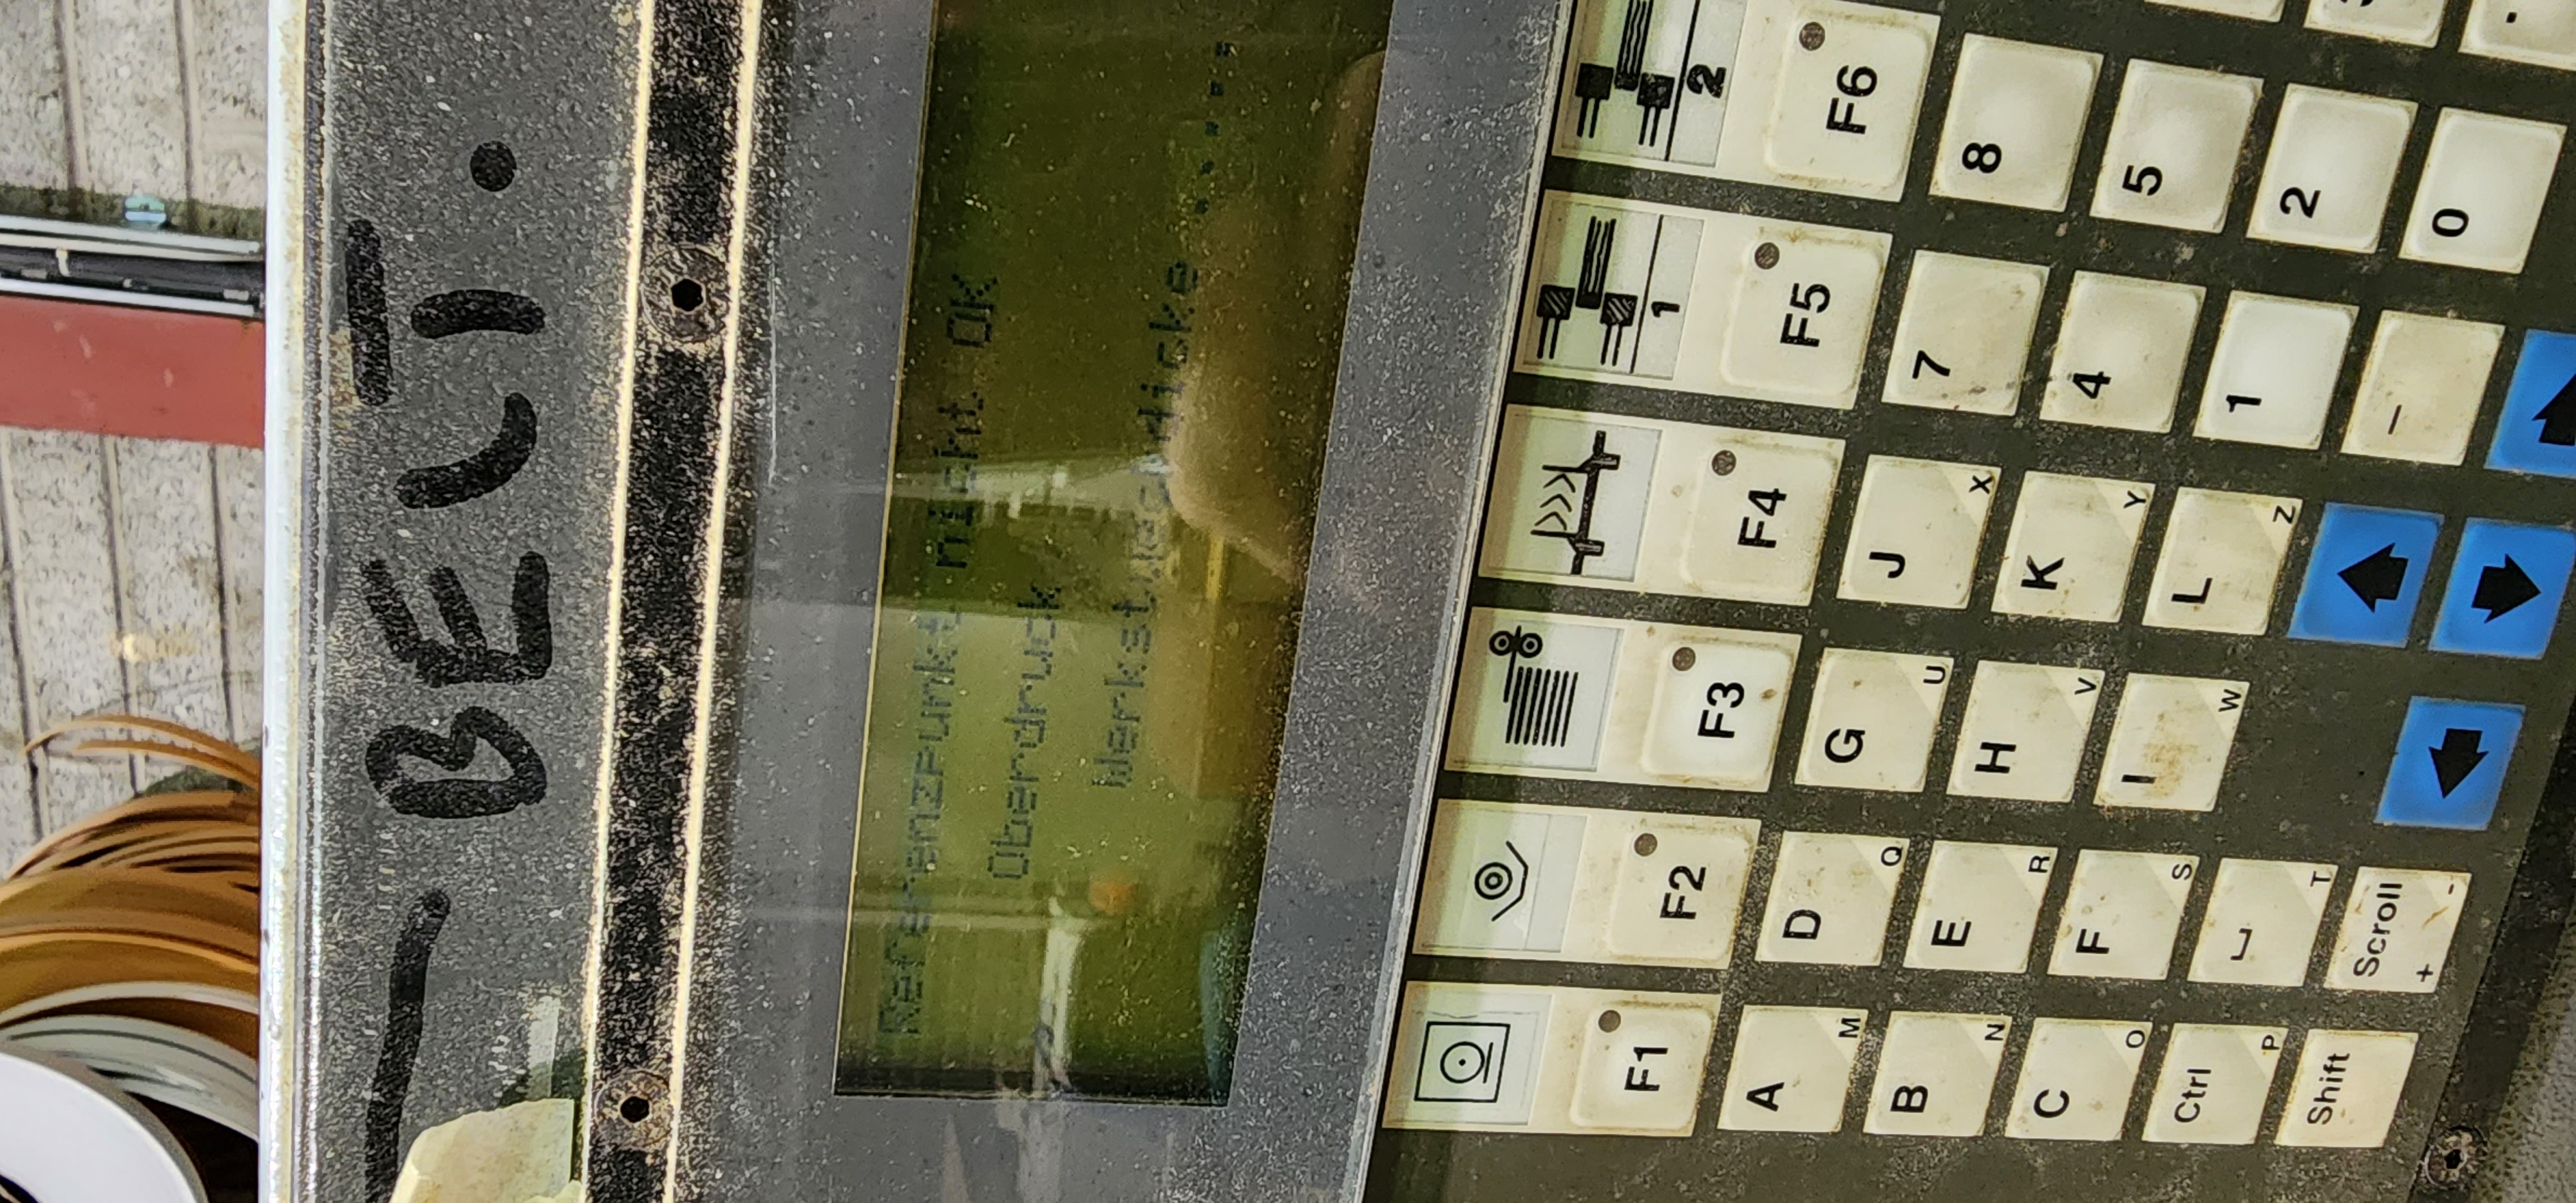 BELT.
Referenzpunkt nicht OK
Oberdruck /
Werkstueckdicke
2
1
F1
F2
F3
F4
F5
F6
A M
D Q
G U
J X
7
8
B N
E R
H V
K Y
4
5
C O
F S
I W
L Z
1
2
Ctrl P
T
-
0
Shift
Scroll
+ -